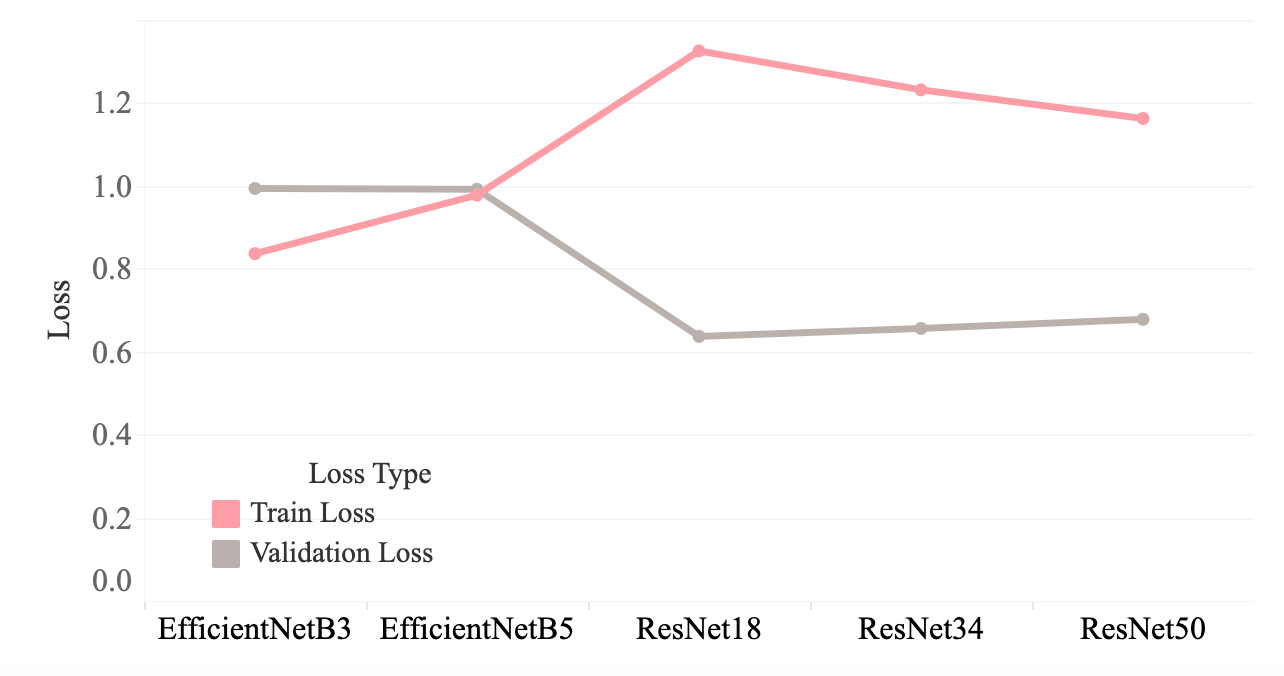 1.2
1.0
0.8
0.6
0.4
0.2
0.0
Loss
Loss Type
Train Loss
Validation Loss
EfficientNetB3 EfficientNetB5 ResNet18 ResNet34 ResNet50